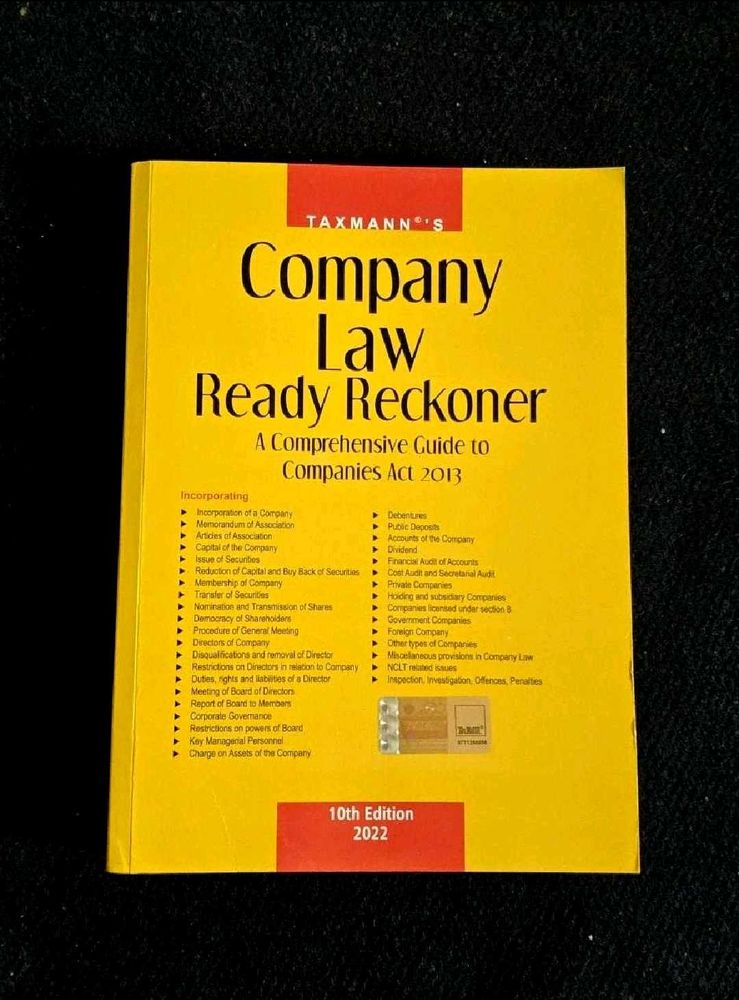 TAXMANN®'S
Company
Law
Ready Reckoner
A Comprehensive Guide to
Companies Act 2013
Incorporating
► Incorporation of a Company
► Memorandum of Association
► Articles of Association
► Capital of the Company
► Issue of Securities
► Reduction of Capital and Buy Back of Securities
► Membership of Company
► Transfer of Securities
► Nomination and Transmission of Shares
► Democracy of Shareholders
► Procedure of General Meeting
► Directors of Company
► Disqualifications and removal of Director
► Restrictions on Directors in relation to Company
► Duties, rights and liabilities of a Director
► Meeting of Board of Directors
► Report of Board to Members
► Corporate Governance
► Restrictions on powers of Board
► Key Managerial Personnel
► Charge on Assets of the Company
► Debentures
► Public Deposits
► Accounts of the Company
► Dividend
► Financial Audit of Accounts
► Cost Audit and Secretarial Audit
► Private Companies
► Holding and subsidiary Companies
► Companies licensed under section 8
► Government Companies
► Foreign Company
► Other types of Companies
► Miscellaneous provisions in Company Law
► NCLT related issues
► Inspection, Investigation, Offences, Penalties
10th Edition
2022